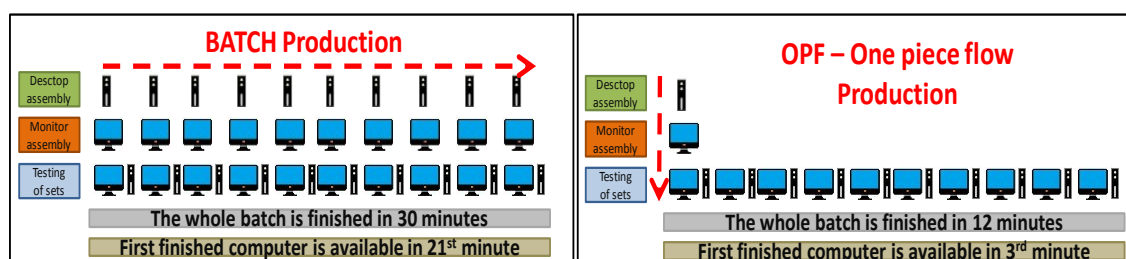 BATCH Production
Desctop
assembly
Monitor
assembly
Testing
of sets
The whole batch is finished in 30 minutes
First finished computer is available in 21st minute
OPF – One piece flow
Production
Desctop
assembly
Monitor
assembly
Testing
of sets
The whole batch is finished in 12 minutes
First finished computer is available in 3rd minute